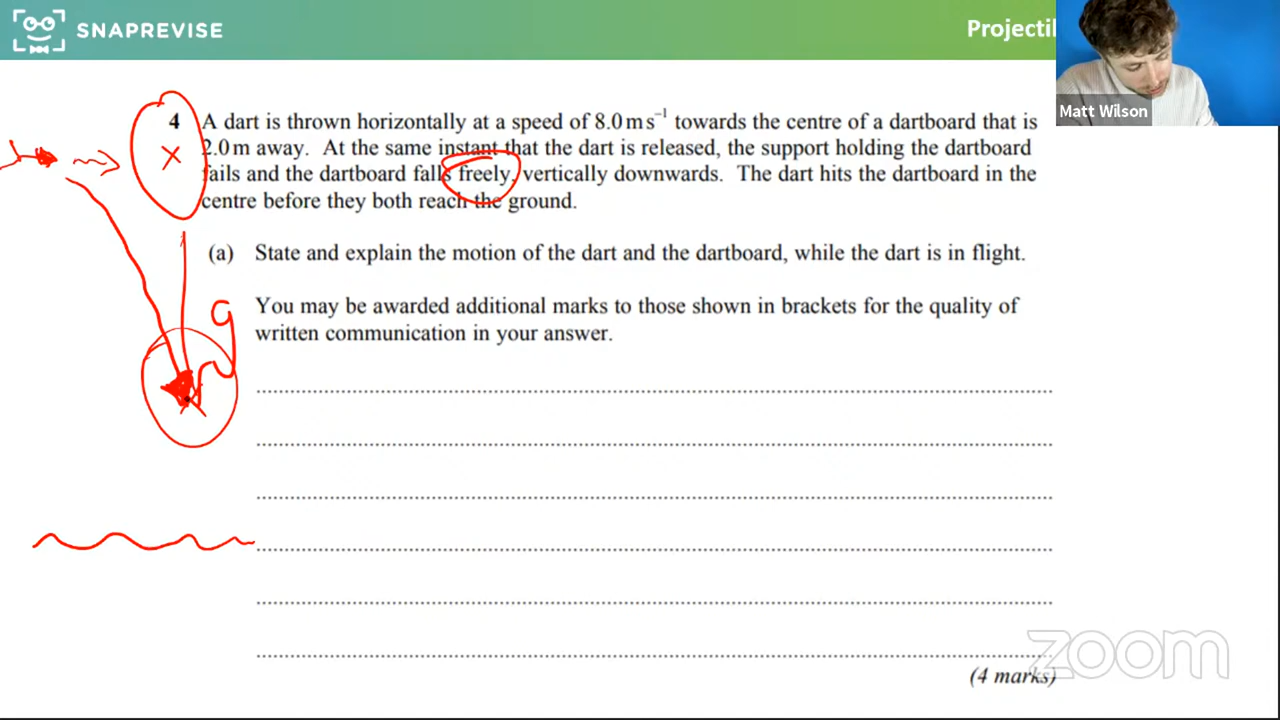 SNAPREVISE
Projectil
Matt Wilson
4 A dart is thrown horizontally at a speed of 8.0 m s⁻¹ towards the centre of a dartboard that is
2.0 m away. At the same instant that the dart is released, the support holding the dartboard
fails and the dartboard falls freely, vertically downwards. The dart hits the dartboard in the
centre before they both reach the ground.
(a) State and explain the motion of the dart and the dartboard, while the dart is in flight.
g
You may be awarded additional marks to those shown in brackets for the quality of
written communication in your answer.
zoom
(4 marks)